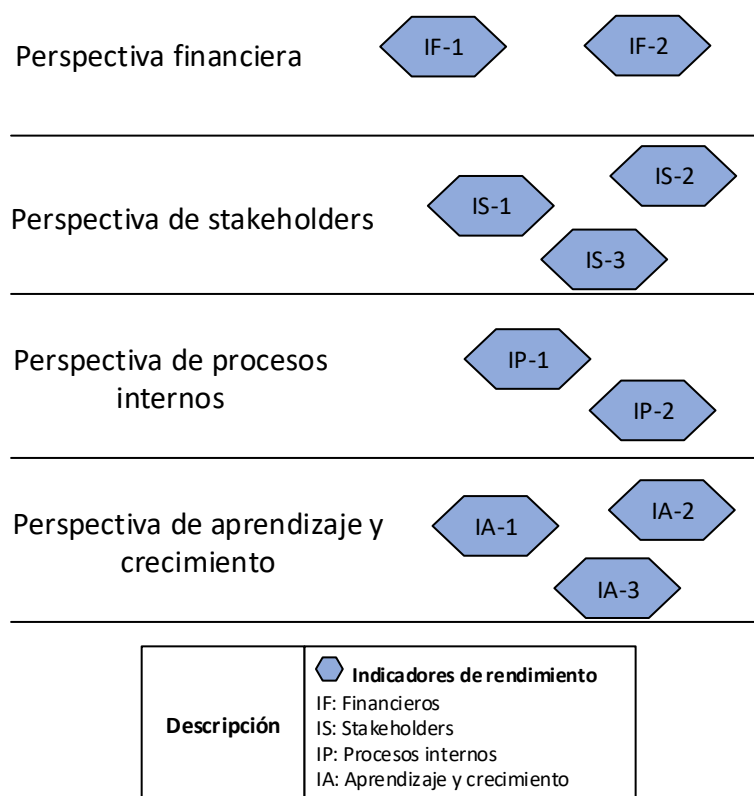 Perspectiva financiera
IF-1
IF-2
Perspectiva de stakeholders
IS-1
IS-2
IS-3
Perspectiva de procesos
internos
IP-1
IP-2
Perspectiva de aprendizaje y
crecimiento
IA-1
IA-2
IA-3
Descripción
Indicadores de rendimiento
IF: Financieros
IS: Stakeholders
IP: Procesos internos
IA: Aprendizaje y crecimiento